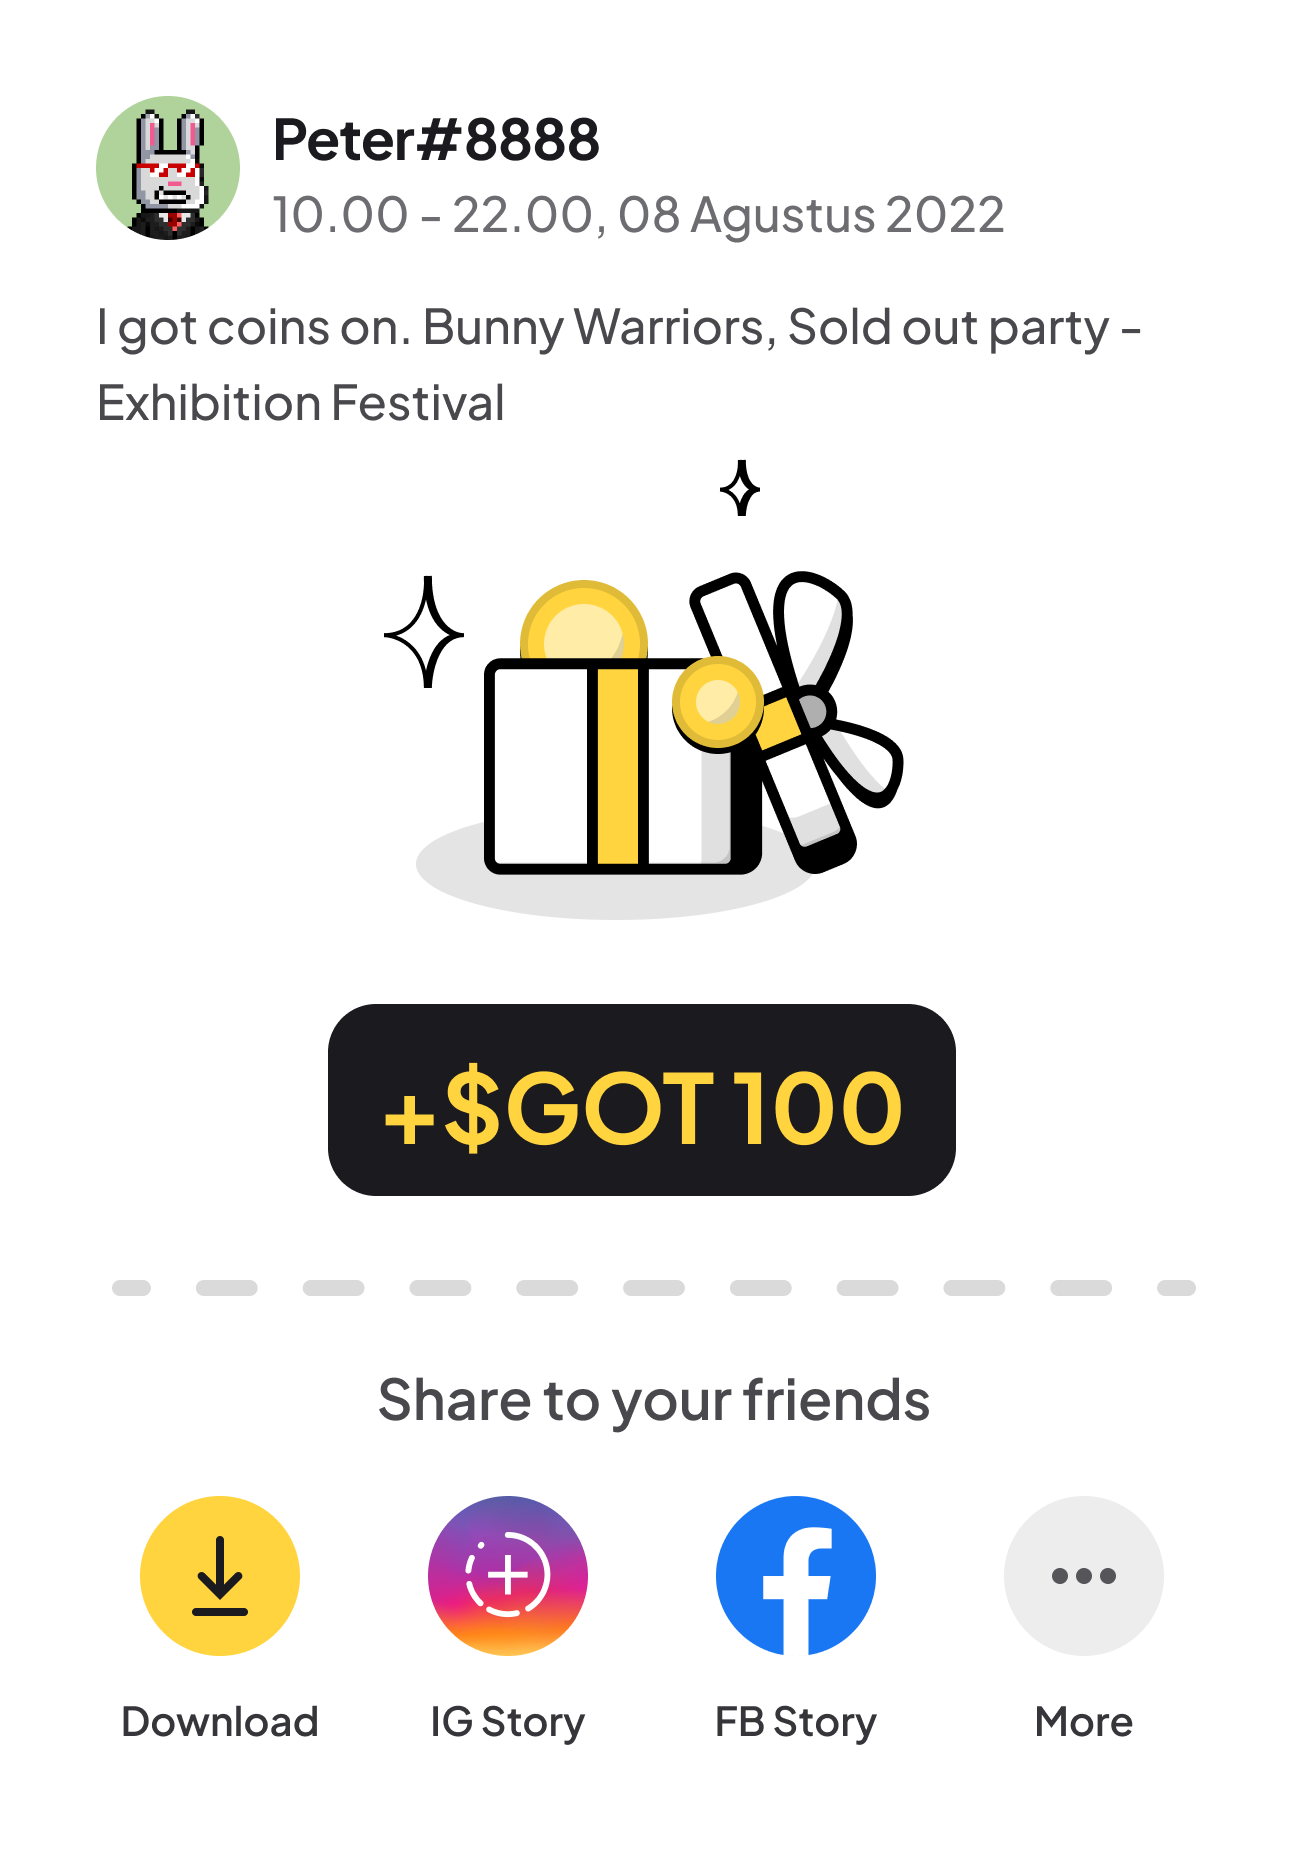 Peter#8888
10.00 - 22.00, 08 Agustus 2022
I got coins on. Bunny Warriors, Sold out party -
Exhibition Festival
+$GOT 100
Share to your friends
Download
IG Story
FB Story
More